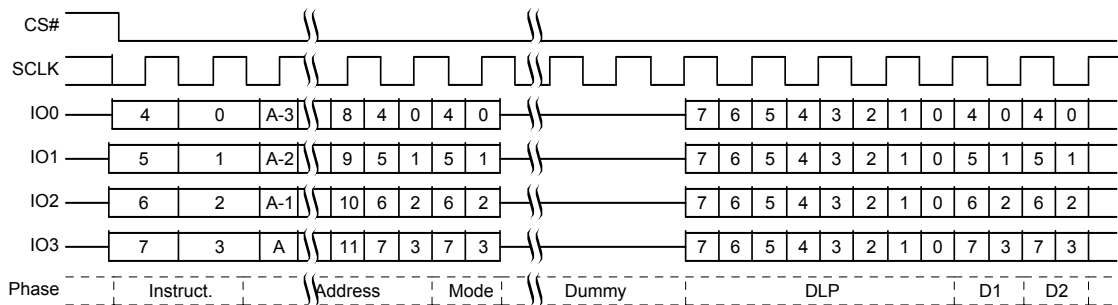 CS#
SCLK
IO0 4 0 A-3 8 4 0 4 0 7 6 5 4 3 2 1 0 4 0 4 0
IO1 5 1 A-2 9 5 1 5 1 7 6 5 4 3 2 1 0 5 1 5 1
IO2 6 2 A-1 10 6 2 6 2 7 6 5 4 3 2 1 0 6 2 6 2
IO3 7 3 A 11 7 3 7 3 7 6 5 4 3 2 1 0 7 3 7 3
Phase Instruct. Address Mode Dummy DLP D1 D2